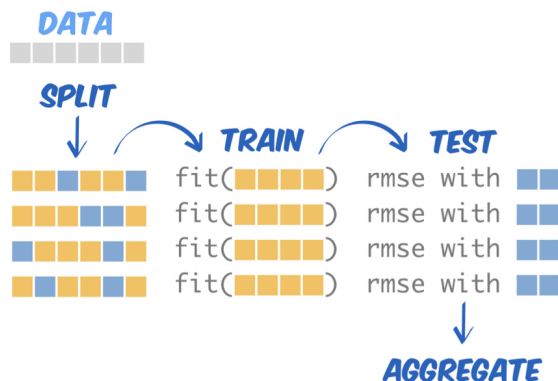 DATA
SPLIT
TRAIN
TEST
fit( ) rmse with
fit( ) rmse with
fit( ) rmse with
fit( ) rmse with
AGGREGATE